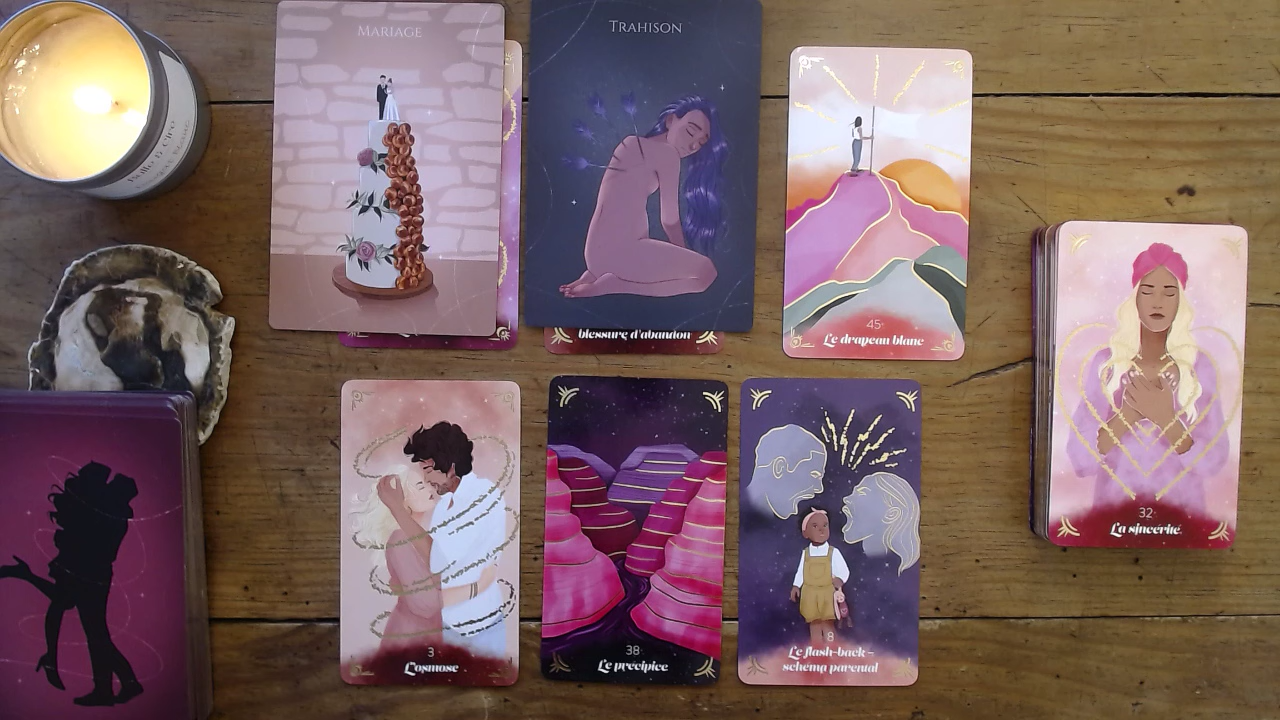 Mariage
Trahison
blessure d'abandon
45
Le drapeau blanc
32
La sincérité
3
L'osmose
38
Le précipice
8
Le flash-back –
schéma parental